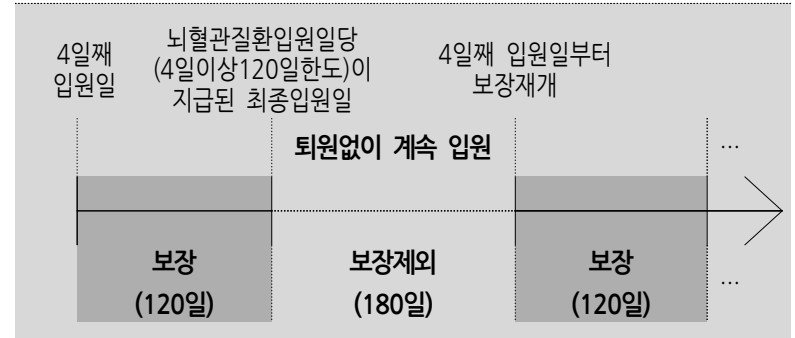 4일째
입원일
뇌혈관질환입원일당
(4일이상120일한도)이
지급된 최종입원일
4일째 입원일부터
보장재개
퇴원없이 계속 입원
…
보장
(120일)
보장제외
(180일)
보장
(120일)
…